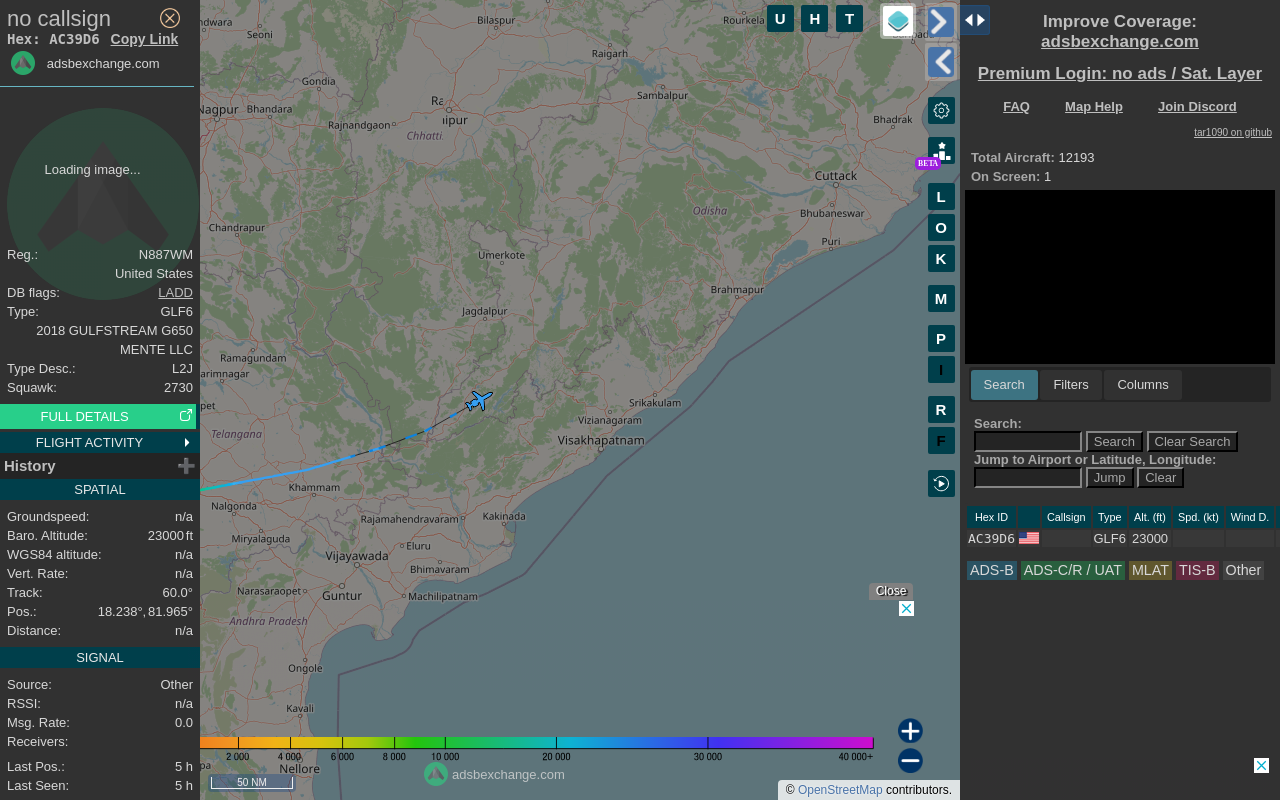 no callsign
Hex: AC39D6 Copy Link
adsbexchange.com
Loading image...
Reg.: N887WM
United States
DB flags: LADD
Type: GLF6
2018 GULFSTREAM G650
MENTE LLC
Type Desc.: L2J
Squawk: 2730
FULL DETAILS
FLIGHT ACTIVITY
History
SPATIAL
Groundspeed: n/a
Baro. Altitude: 23000 ft
WGS84 altitude: n/a
Vert. Rate: n/a
Track: 60.0°
Pos.: 18.238°, 81.965°
Distance: n/a
SIGNAL
Source: Other
RSSI: n/a
Msg. Rate: 0.0
Receivers:
Last Pos.: 5 h
Last Seen: 5 h
Seoni
Bilaspur
Rourkela
Raigarh
Gondia
Sambalpur
Nagpur
Bhandara
Rajnandgaon
Chhatti
Bhadrak
Cuttack
Odisha
Bhubaneswar
Chandrapur
Puri
Umerkote
Brahmapur
Jagdalpur
Ramagundam
arimnagar
pet
Srikakulam
Vizianagaram
Telangana
Visakhapatnam
Khammam
Nalgonda
Rajamahendravaram
Kakinada
Miryalaguda
Eluru
Vijayawada
Bhimavaram
Narasaraopet
Guntur
Machilipatnam
Andhra Pradesh
Ongole
Kavali
Nellore
U H T
BETA
L
O
K
M
P
I
R
F
Close
2 000 4 000 6 000 8 000 10 000 20 000 30 000 40 000+
50 NM
adsbexchange.com
© OpenStreetMap contributors.
Improve Coverage:
adsbexchange.com
Premium Login: no ads / Sat. Layer
FAQ Map Help Join Discord
tar1090 on github
Total Aircraft: 12193
On Screen: 1
Search Filters Columns
Search:
Search Clear Search
Jump to Airport or Latitude, Longitude:
Jump Clear
Hex ID Callsign Type Alt. (ft) Spd. (kt) Wind D.
AC39D6 GLF6 23000
ADS-B ADS-C/R / UAT MLAT TIS-B Other